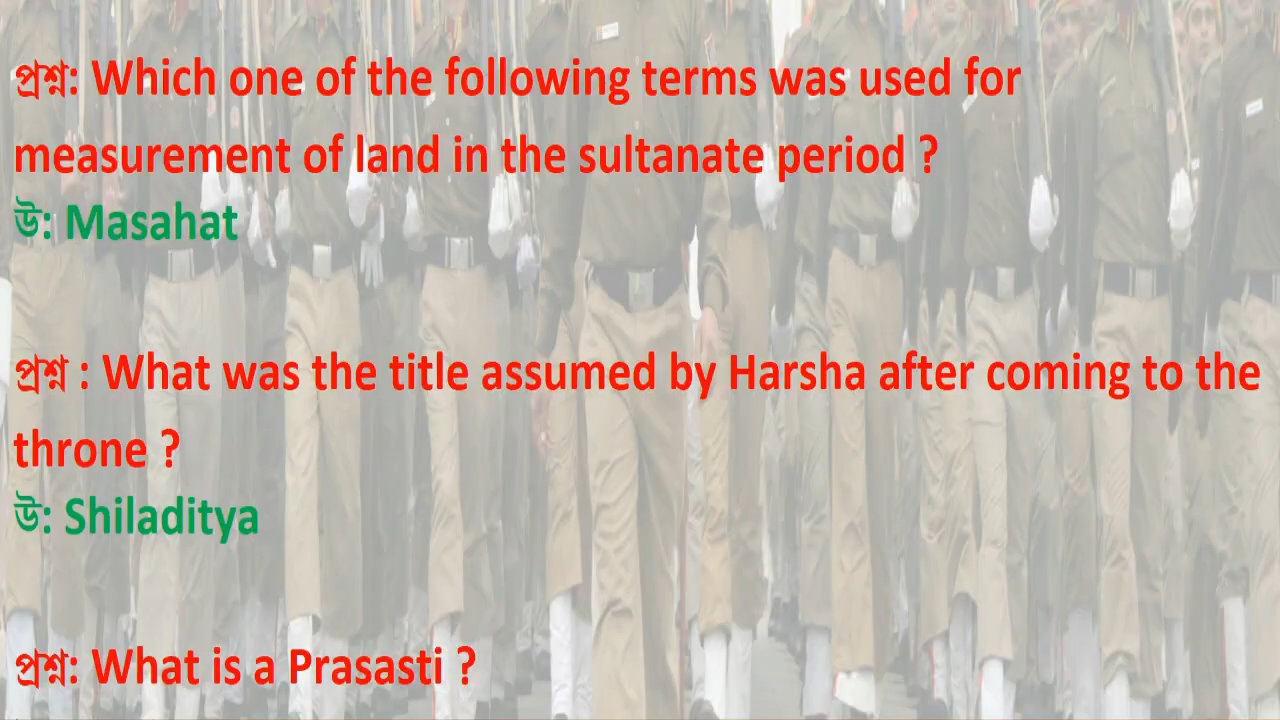 প্রশ্ন: Which one of the following terms was used for
measurement of land in the sultanate period ?
উ: Masahat
প্রশ্ন : What was the title assumed by Harsha after coming to the
throne ?
উ: Shiladitya
প্রশ্ন: What is a Prasasti ?